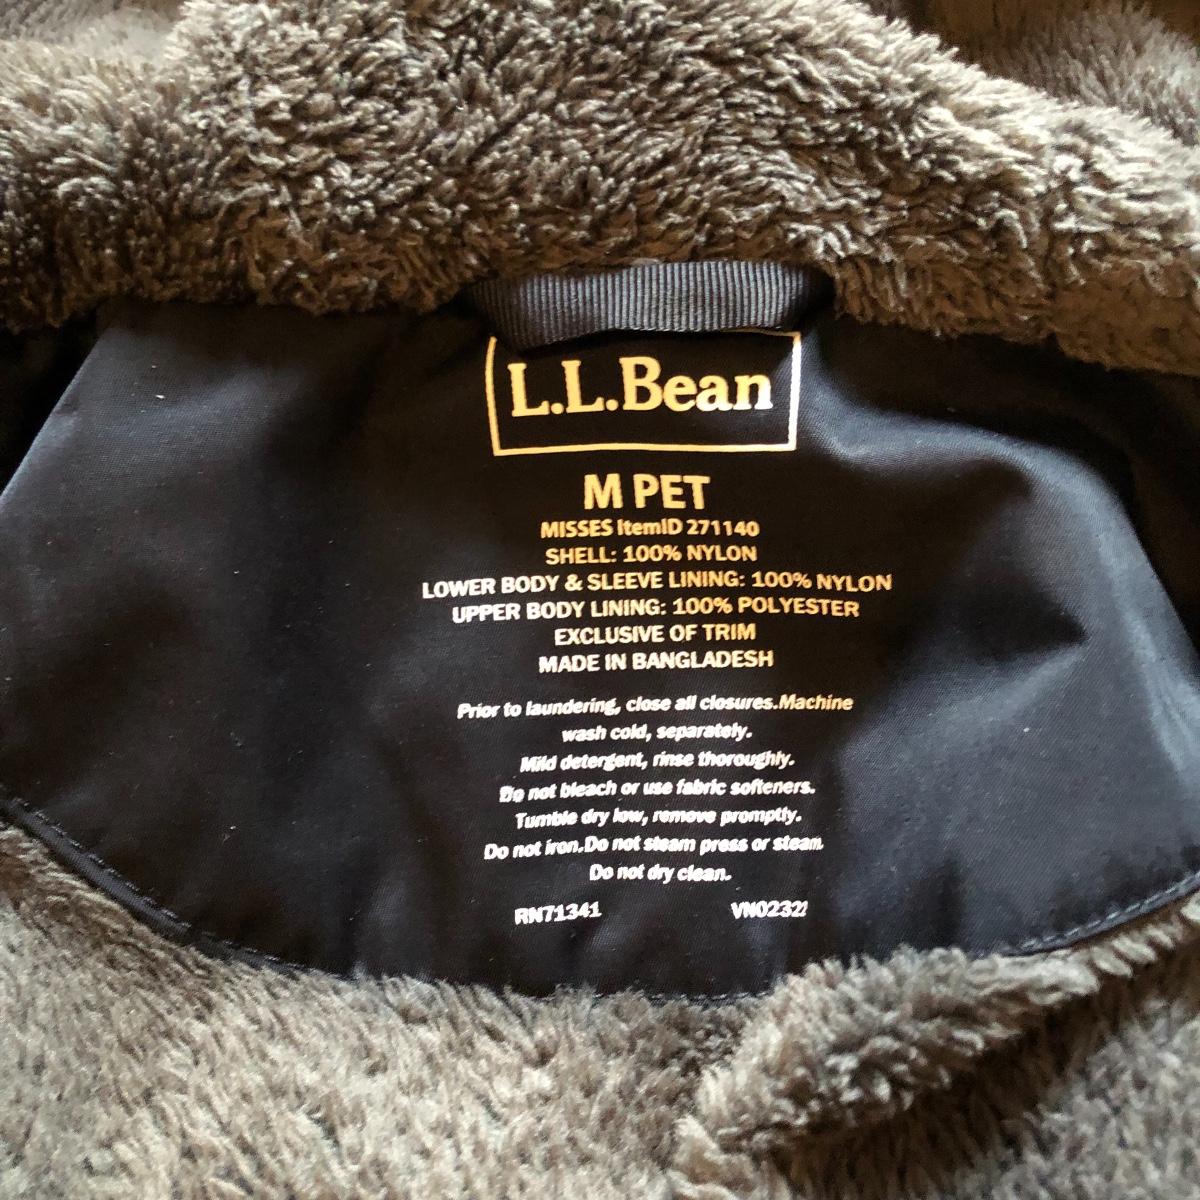 L.L.Bean
M PET
MISSES ItemID 271140
SHELL: 100% NYLON
LOWER BODY & SLEEVE LINING: 100% NYLON
UPPER BODY LINING: 100% POLYESTER
EXCLUSIVE OF TRIM
MADE IN BANGLADESH
Prior to laundering, close all closures.Machine
wash cold, separately.
Mild detergent, rinse thoroughly.
Do not bleach or use fabric softeners.
Tumble dry low, remove promptly.
Do not iron.Do not steam press or steam.
Do not dry clean.
RN71341 VN02322